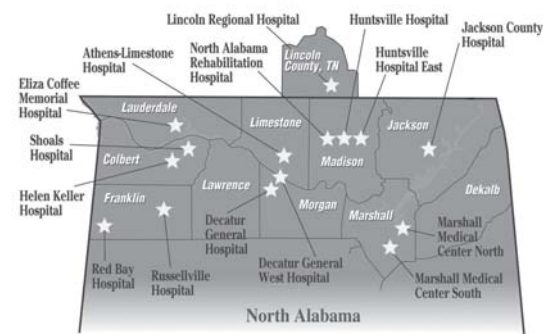 Lincoln Regional Hospital
Huntsville Hospital
Athens-Limestone
Hospital
North Alabama
Rehabilitation
Hospital
Lincoln
County, TN
Huntsville
Hospital East
Jackson County
Hospital
Eliza Coffee
Memorial
Hospital
Lauderdale
Limestone
Madison
Jackson
Shoals
Hospital
Colbert
Lawrence
Dekalb
Helen Keller
Hospital
Franklin
Morgan
Marshall
Decatur
General
Hospital
Marshall
Medical
Center North
Red Bay
Hospital
Russellville
Hospital
Decatur General
West Hospital
Marshall Medical
Center South
North Alabama